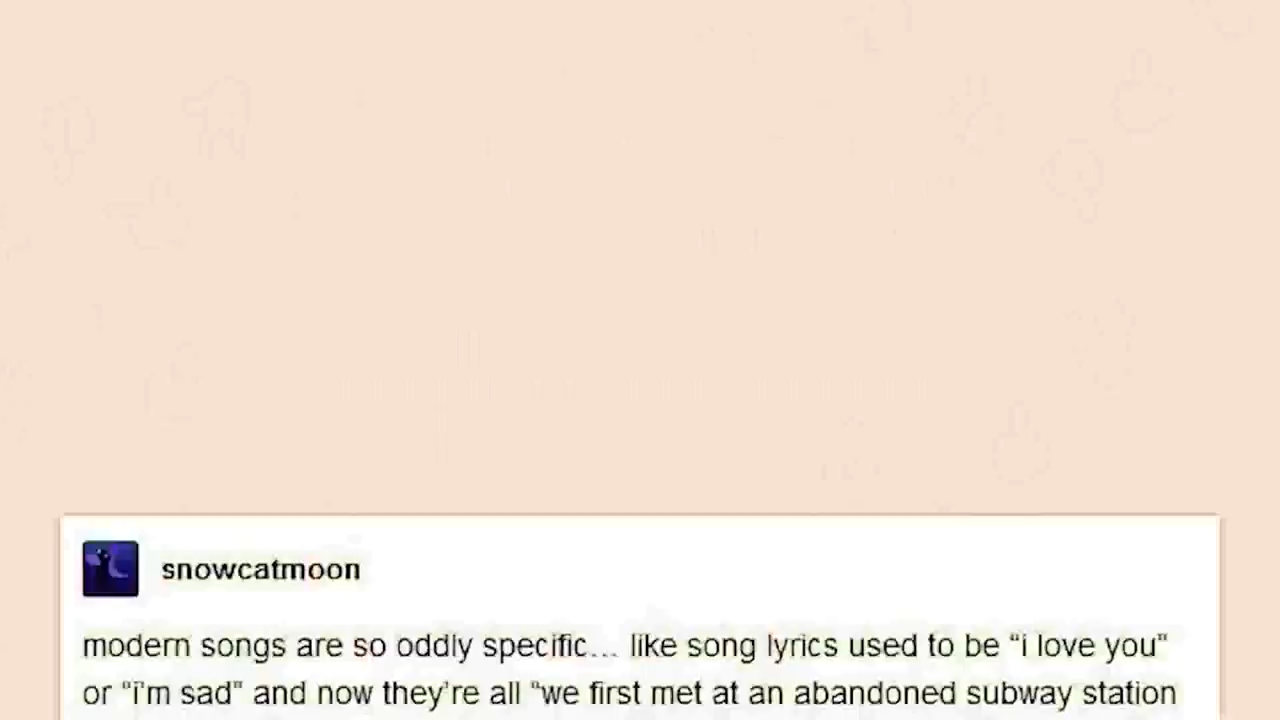 snowcatmoon
modern songs are so oddly specific... like song lyrics used to be “i love you”
or “i'm sad” and now they're all “we first met at an abandoned subway station